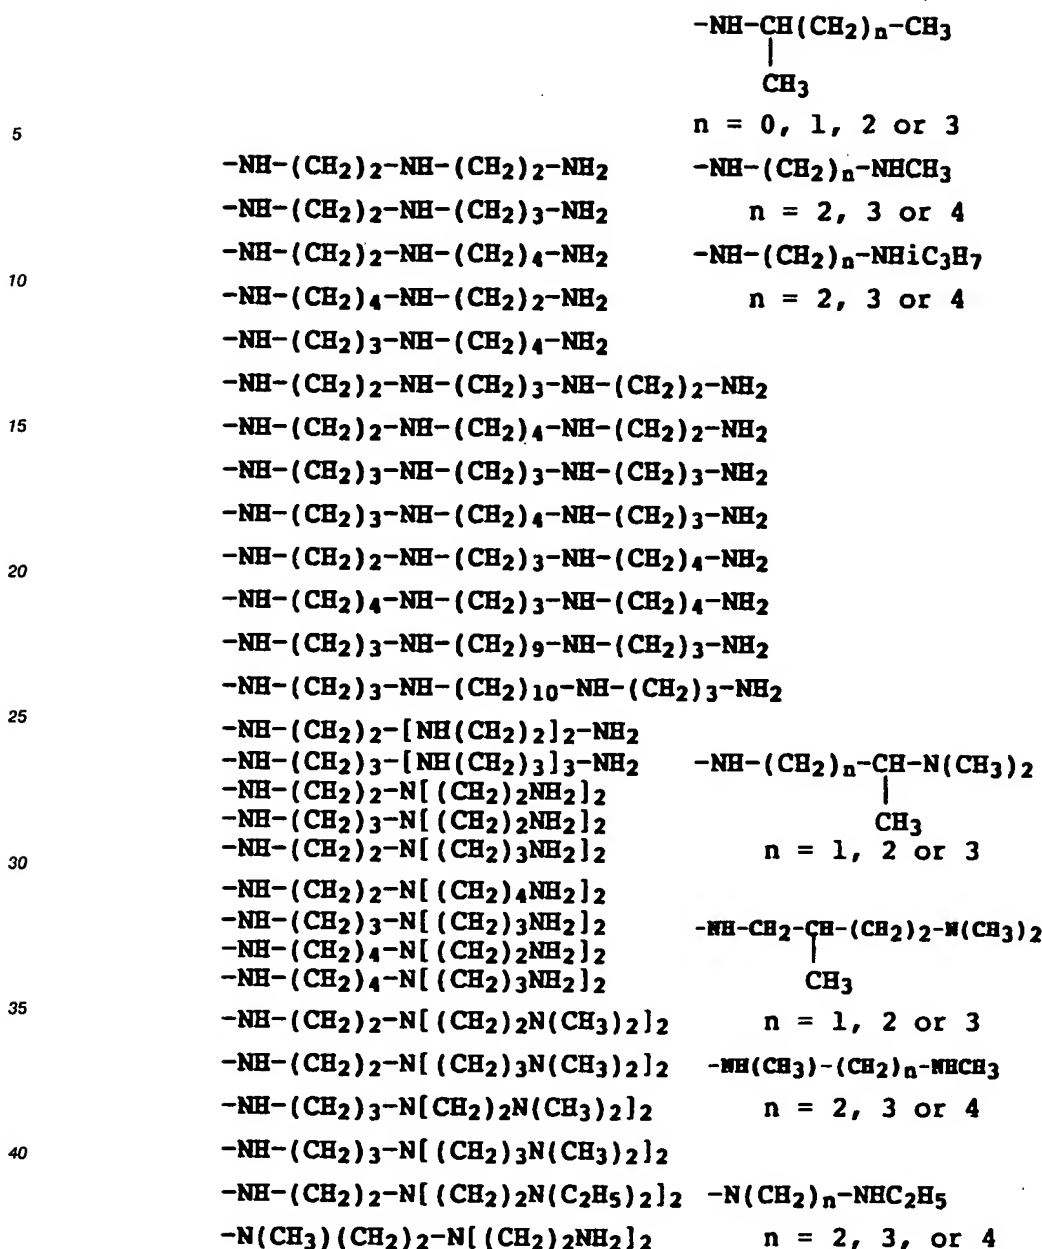 -NH-CH(CH2)n-CH3
|
CH3
5 n = 0, 1, 2 or 3
-NH-(CH2)2-NH-(CH2)2-NH2 -NH-(CH2)n-NHCH3
-NH-(CH2)2-NH-(CH2)3-NH2 n = 2, 3 or 4
-NH-(CH2)2-NH-(CH2)4-NH2 -NH-(CH2)n-NHiC3H7
10 -NH-(CH2)4-NH-(CH2)2-NH2 n = 2, 3 or 4
-NH-(CH2)3-NH-(CH2)4-NH2
-NH-(CH2)2-NH-(CH2)3-NH-(CH2)2-NH2
15 -NH-(CH2)2-NH-(CH2)4-NH-(CH2)2-NH2
-NH-(CH2)3-NH-(CH2)3-NH-(CH2)3-NH2
-NH-(CH2)3-NH-(CH2)4-NH-(CH2)3-NH2
20 -NH-(CH2)2-NH-(CH2)3-NH-(CH2)4-NH2
-NH-(CH2)4-NH-(CH2)3-NH-(CH2)4-NH2
-NH-(CH2)3-NH-(CH2)9-NH-(CH2)3-NH2
-NH-(CH2)3-NH-(CH2)10-NH-(CH2)3-NH2
25 -NH-(CH2)2-[NH(CH2)2]2-NH2
-NH-(CH2)3-[NH(CH2)3]3-NH2 -NH-(CH2)n-CH-N(CH3)2
-NH-(CH2)2-N[(CH2)2NH2]2 |
-NH-(CH2)3-N[(CH2)2NH2]2 CH3
30 -NH-(CH2)2-N[(CH2)3NH2]2 n = 1, 2 or 3
-NH-(CH2)2-N[(CH2)4NH2]2
-NH-(CH2)3-N[(CH2)3NH2]2 -NH-CH2-CH-(CH2)2-N(CH3)2
-NH-(CH2)4-N[(CH2)2NH2]2 |
-NH-(CH2)4-N[(CH2)3NH2]2 CH3
35 -NH-(CH2)2-N[(CH2)2N(CH3)2]2 n = 1, 2 or 3
-NH-(CH2)2-N[(CH2)3N(CH3)2]2 -NH(CH3)-(CH2)n-NHCH3
-NH-(CH2)3-N[CH2)2N(CH3)2]2 n = 2, 3 or 4
40 -NH-(CH2)3-N[(CH2)3N(CH3)2]2
-NH-(CH2)2-N[(CH2)2N(C2H5)2]2 -N(CH2)n-NHC2H5
-N(CH3)(CH2)2-N[(CH2)2NH2]2 n = 2, 3, or 4